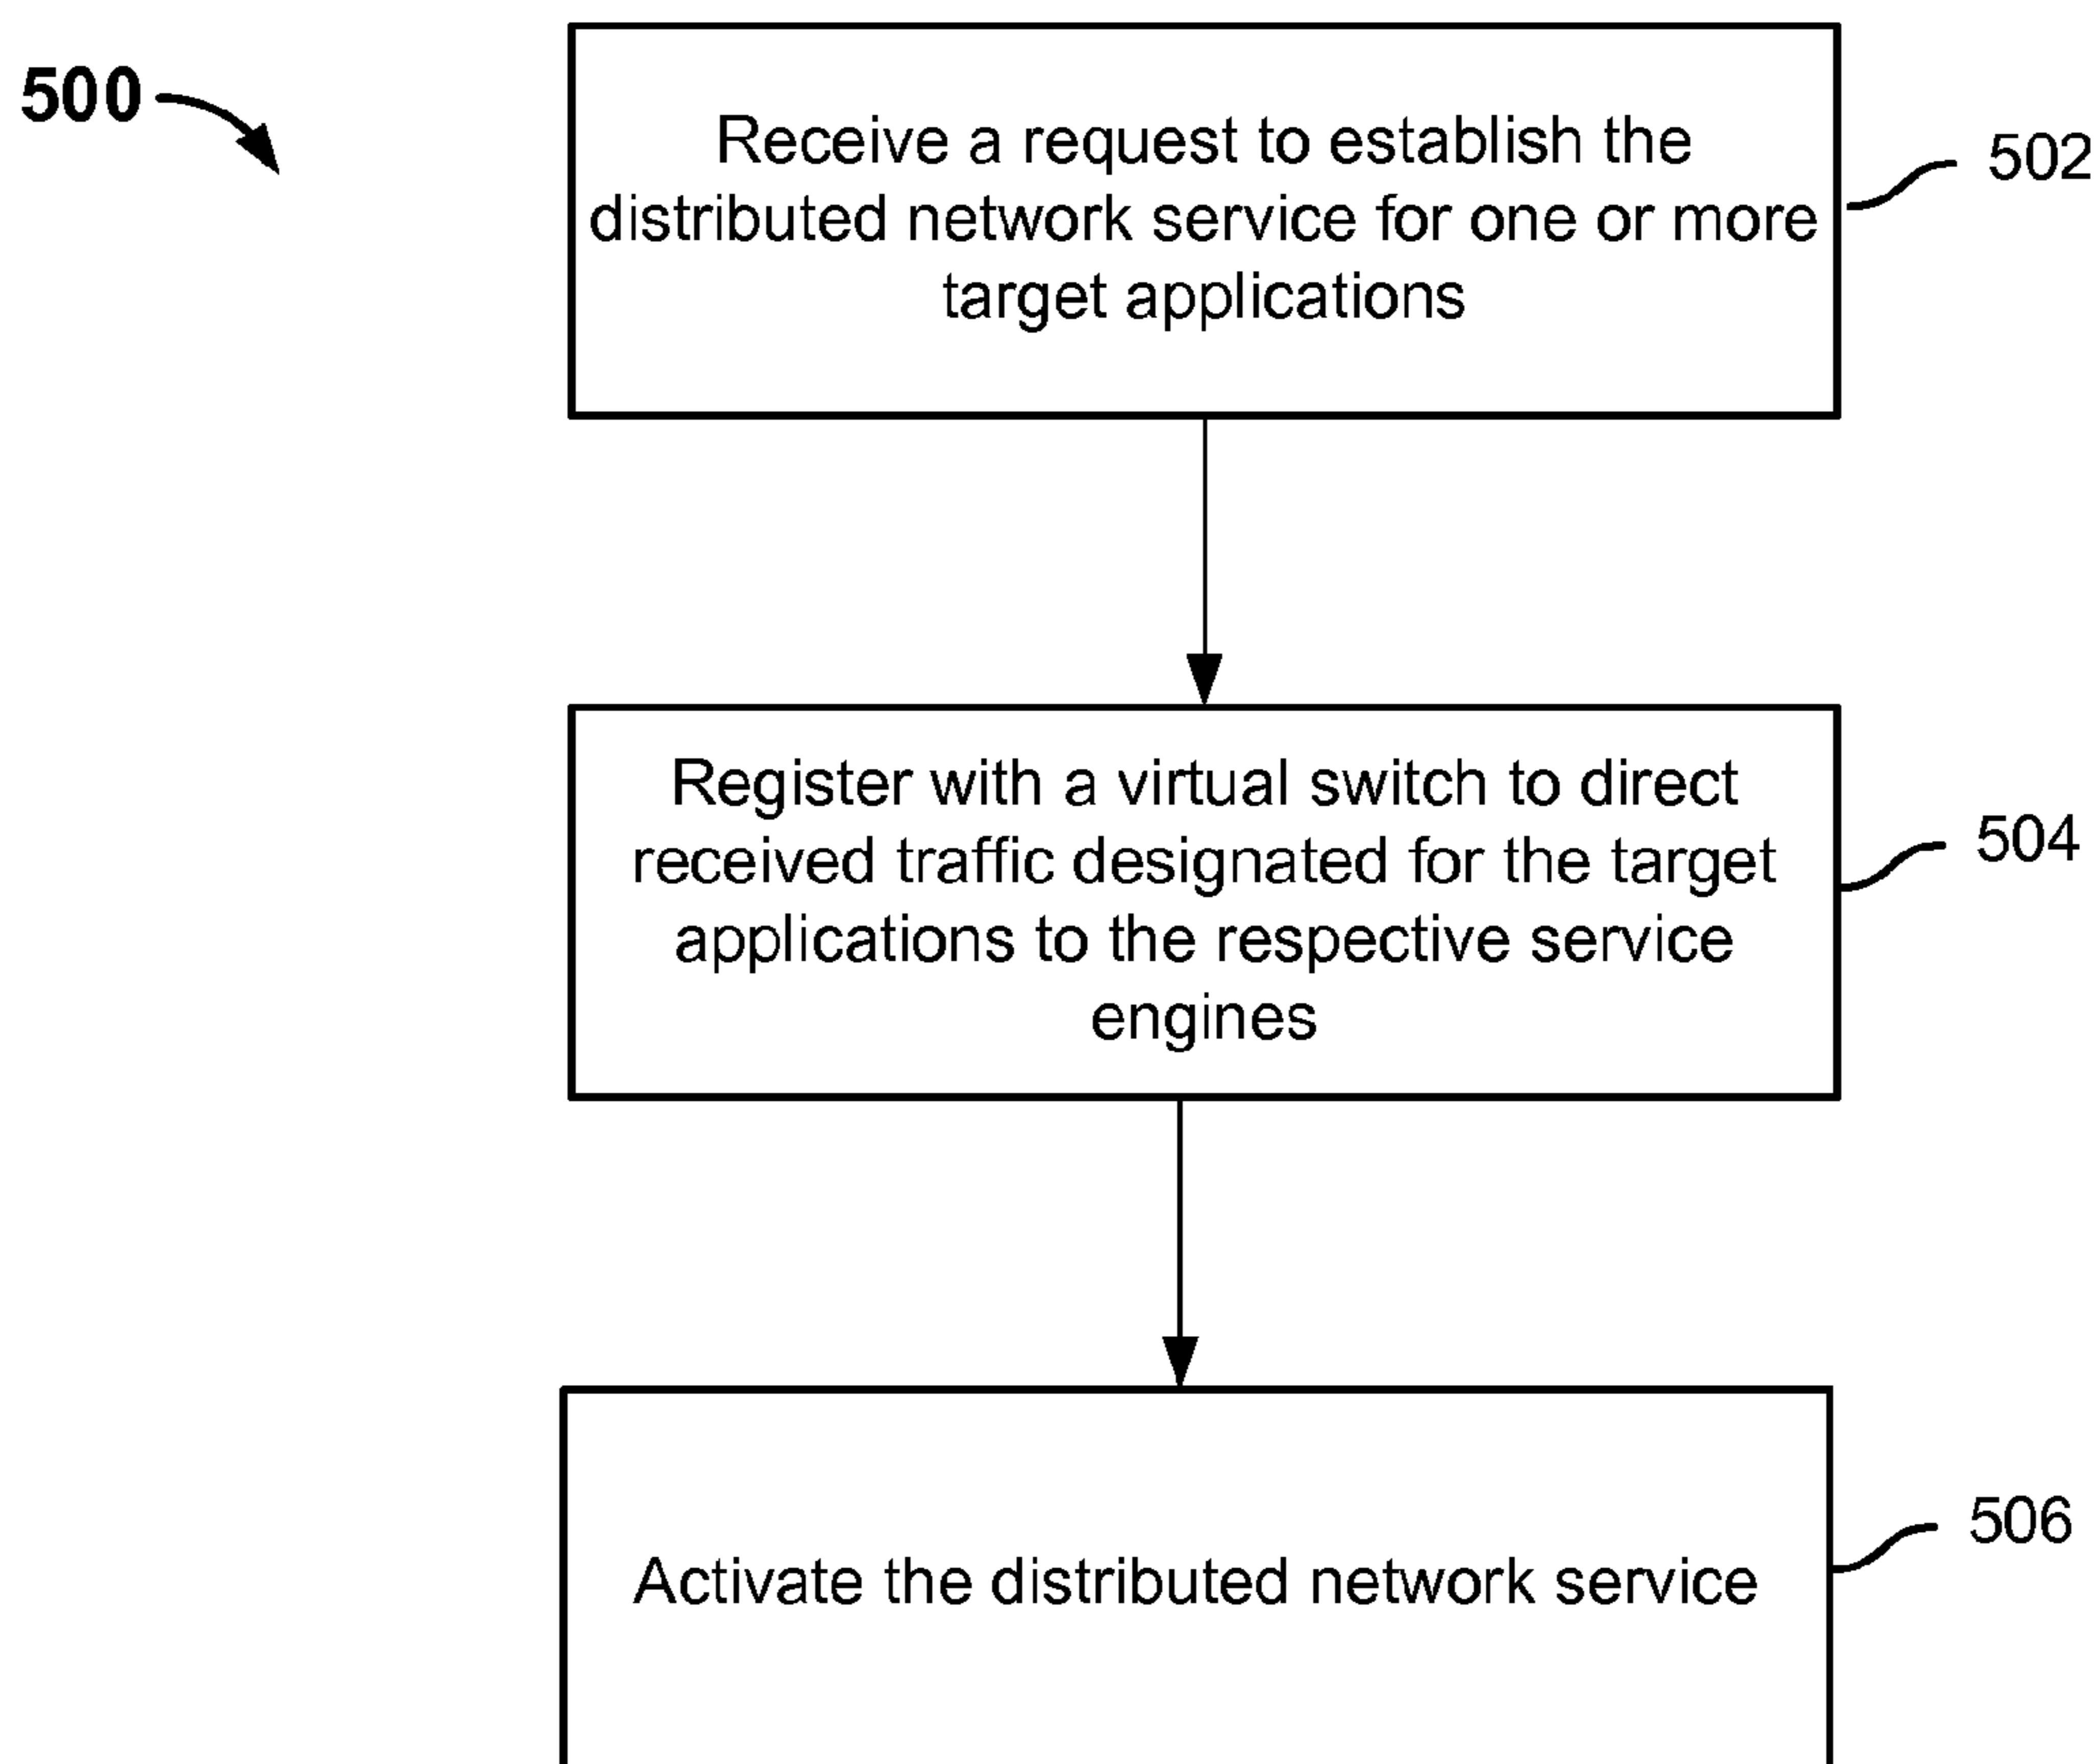 500
Receive a request to establish the
distributed network service for one or more
target applications
502
Register with a virtual switch to direct
received traffic designated for the target
applications to the respective service
engines
504
Activate the distributed network service
506